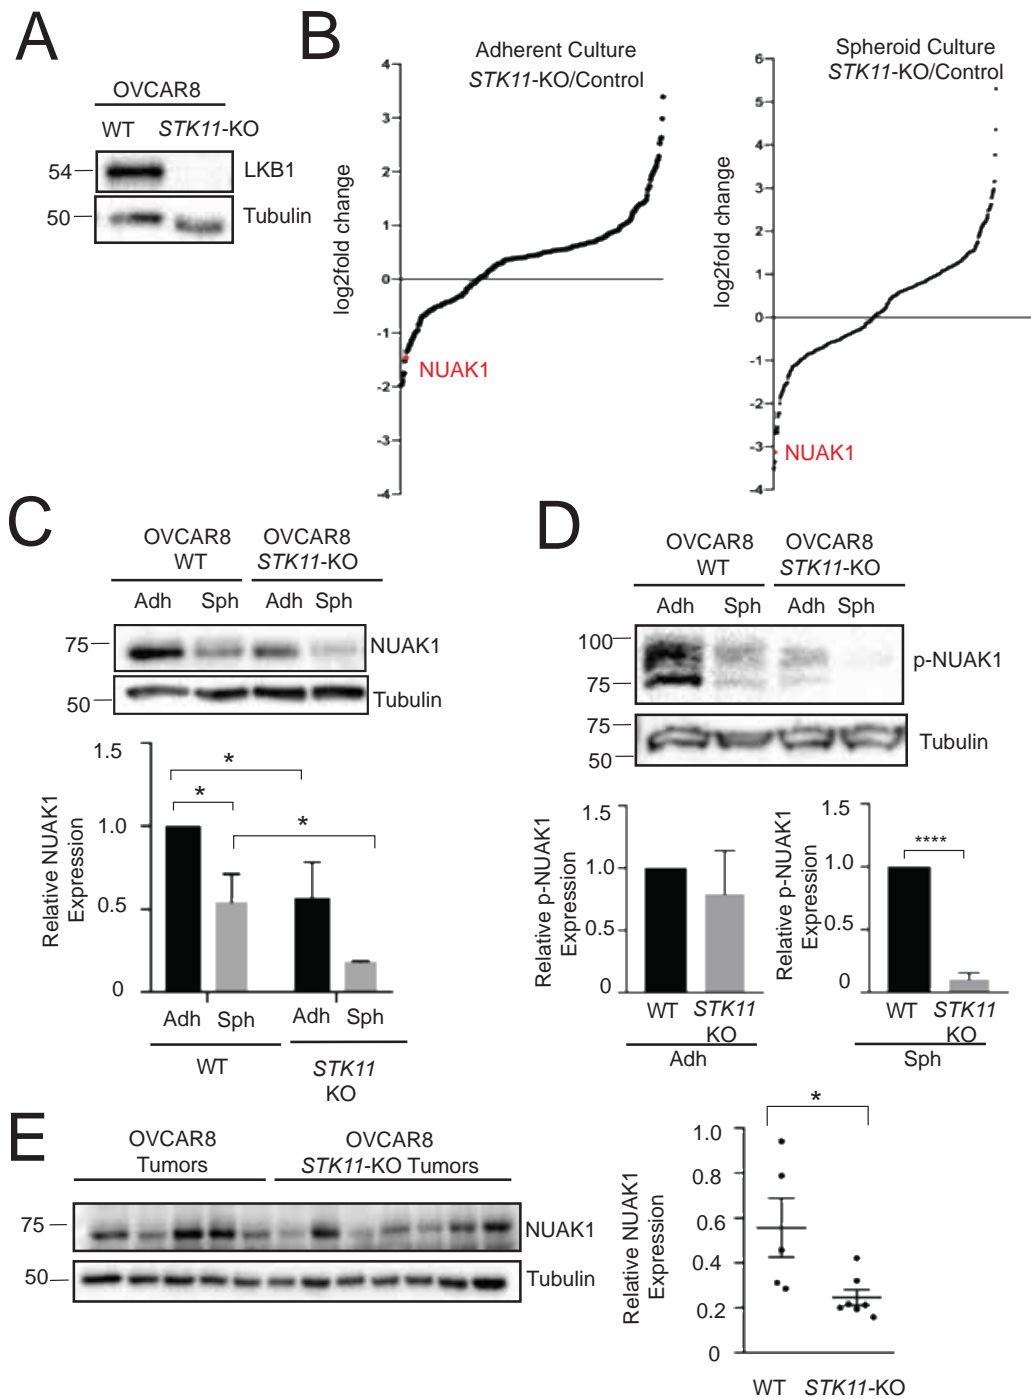 A
OVCAR8
WT STK11-KO
54 LKB1
50 Tubulin
B
Adherent Culture
STK11-KO/Control
log2fold change
4
3
2
1
0
-1
-2
-3
-4
NUAK1
Spheroid Culture
STK11-KO/Control
log2fold change
6
5
4
3
2
1
0
-1
-2
-3
-4
NUAK1
C
OVCAR8 OVCAR8
WT STK11-KO
Adh Sph Adh Sph
75 NUAK1
50 Tubulin
Relative NUAK1
Expression
1.5
1.0
0.5
0
* * *
Adh Sph Adh Sph
WT STK11
KO
D
OVCAR8 OVCAR8
WT STK11-KO
Adh Sph Adh Sph
100
75 p-NUAK1
75
50 Tubulin
Relative p-NUAK1
Expression
1.5
1.0
0.5
0
WT STK11
KO
Adh
Relative p-NUAK1
Expression
1.5
1.0
0.5
0
****
WT STK11
KO
Sph
E
OVCAR8 OVCAR8
Tumors STK11-KO Tumors
75 NUAK1
50 Tubulin
Relative NUAK1
Expression
1.0
0.8
0.6
0.4
0.2
0
*
WT STK11-KO